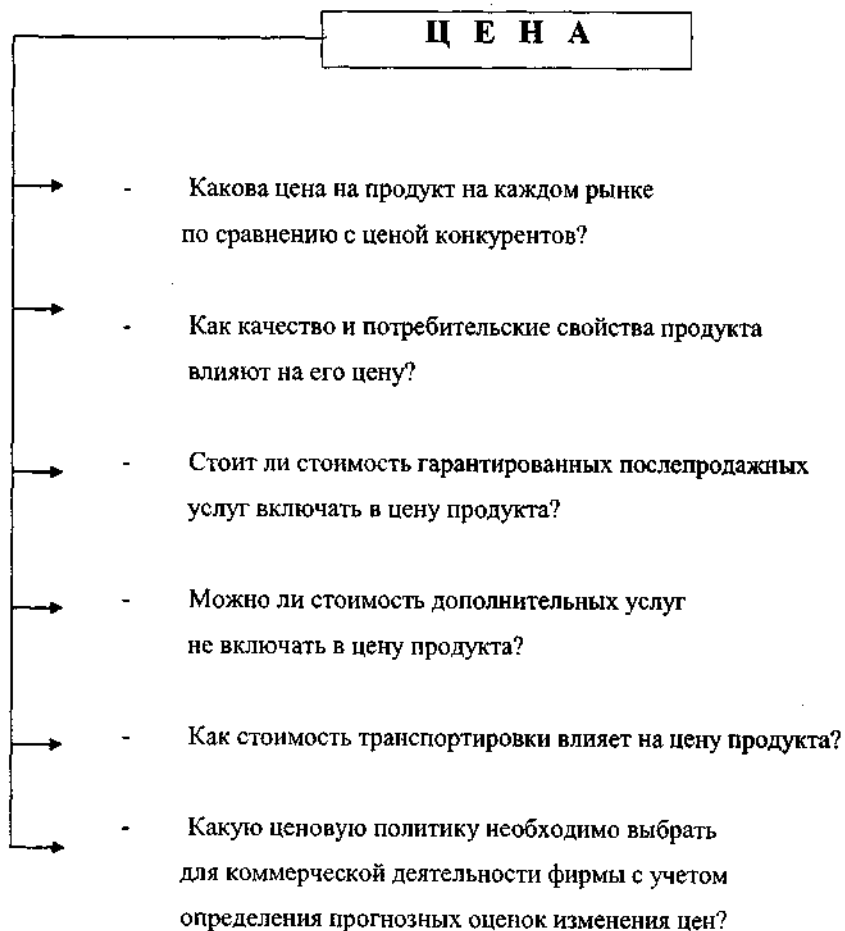 Ц Е Н А
- Какова цена на продукт на каждом рынке
по сравнению с ценой конкурентов?
- Как качество и потребительские свойства продукта
влияют на его цену?
- Стоит ли стоимость гарантированных послепродажных
услуг включать в цену продукта?
- Можно ли стоимость дополнительных услуг
не включать в цену продукта?
- Как стоимость транспортировки влияет на цену продукта?
- Какую ценовую политику необходимо выбрать
для коммерческой деятельности фирмы с учетом
определения прогнозных оценок изменения цен?